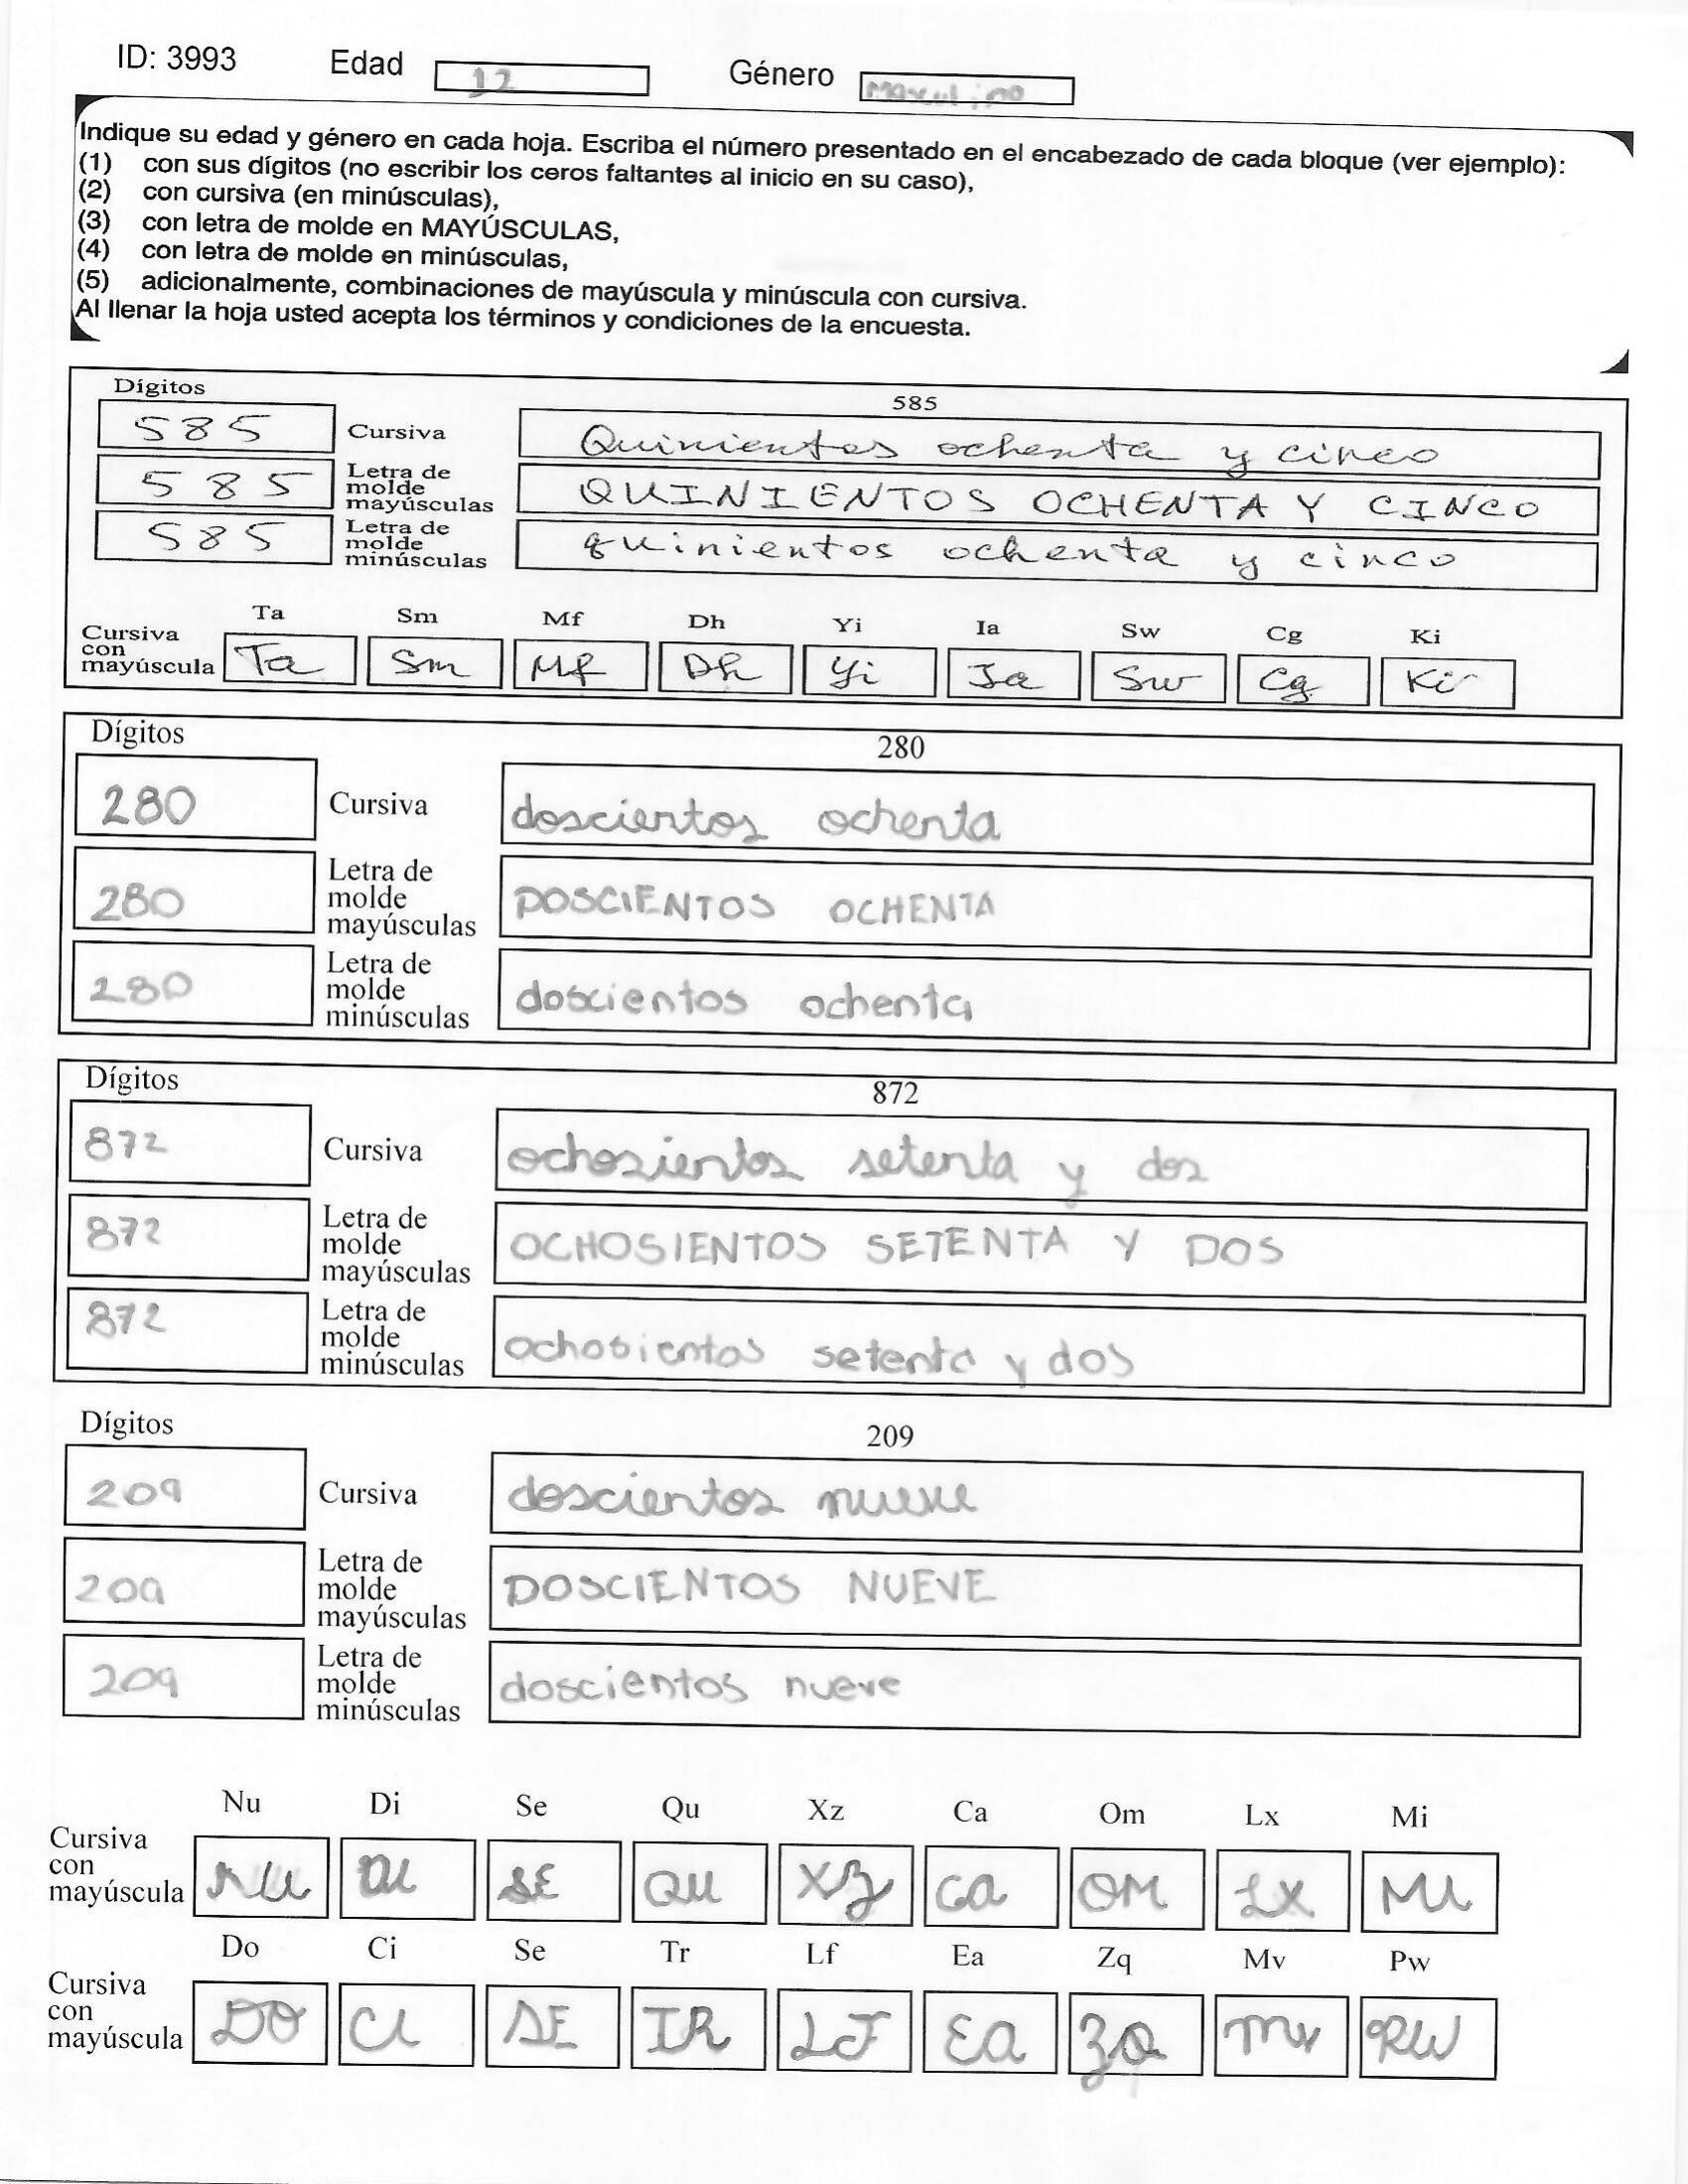 ID: 3993 Edad 12 Género Masculino
Indique su edad y género en cada hoja. Escriba el número presentado en el encabezado de cada bloque (ver ejemplo):
(1) con sus dígitos (no escribir los ceros faltantes al inicio en su caso),
(2) con cursiva (en minúsculas),
(3) con letra de molde en MAYÚSCULAS,
(4) con letra de molde en minúsculas,
(5) adicionalmente, combinaciones de mayúscula y minúscula con cursiva.
Al llenar la hoja usted acepta los términos y condiciones de la encuesta.
Dígitos 585
585 Cursiva Quinientos ochenta y cinco
585 Letra de molde mayúsculas QUINIENTOS OCHENTA Y CINCO
585 Letra de molde minúsculas quinientos ochenta y cinco
Ta Sm Mf Dh Yi Ia Sw Cg Ki
Cursiva con mayúscula Ta Sm Mf Dh Yi Ia Sw Cg Ki
Dígitos 280
280 Cursiva doscientos ochenta
280 Letra de molde mayúsculas DOSCIENTOS OCHENTA
280 Letra de molde minúsculas doscientos ochenta
Dígitos 872
872 Cursiva ochosientos setenta y dos
872 Letra de molde mayúsculas OCHOSIENTOS SETENTA Y DOS
872 Letra de molde minúsculas ochosientos setenta y dos
Dígitos 209
209 Cursiva doscientos nueve
209 Letra de molde mayúsculas DOSCIENTOS NUEVE
209 Letra de molde minúsculas doscientos nueve
Nu Di Se Qu Xz Ca Om Lx Mi
Cursiva con mayúscula NU DI SE QU Xz Ca OM LX Mi
Do Ci Se Tr Lf Ea Zq Mv Pw
Cursiva con mayúscula DO Ci SE TR LF Ea ZQ Mv PW